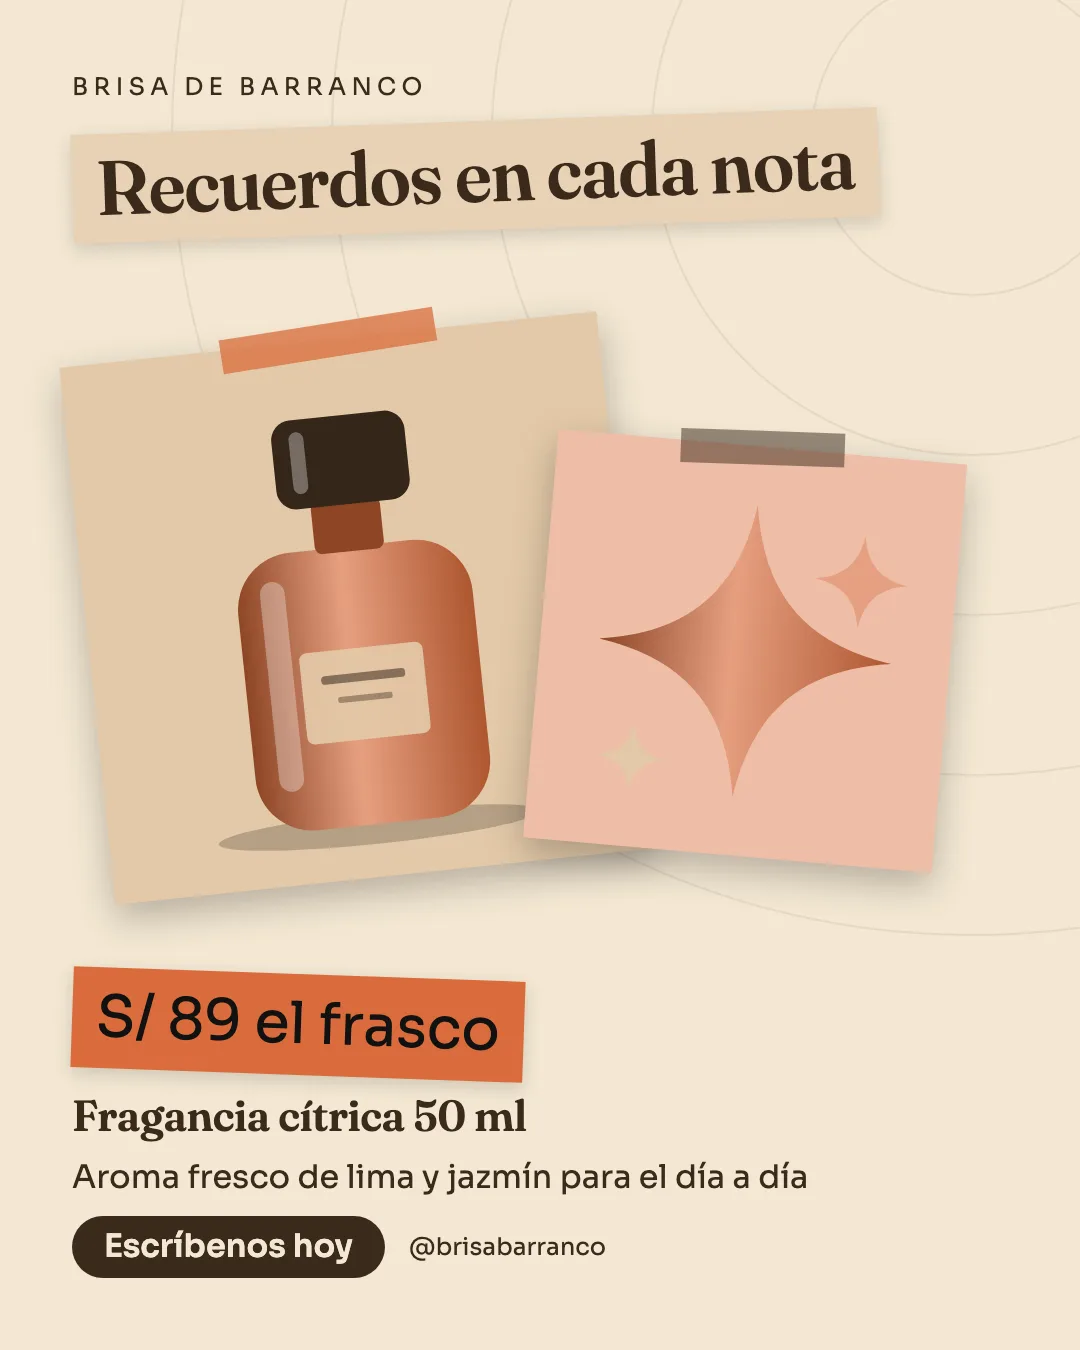 BRISA DE BARRANCO
Recuerdos en cada nota
S/ 89 el frasco
Fragancia cítrica 50 ml
Aroma fresco de lima y jazmín para el día a día
Escríbenos hoy
@brisabarranco